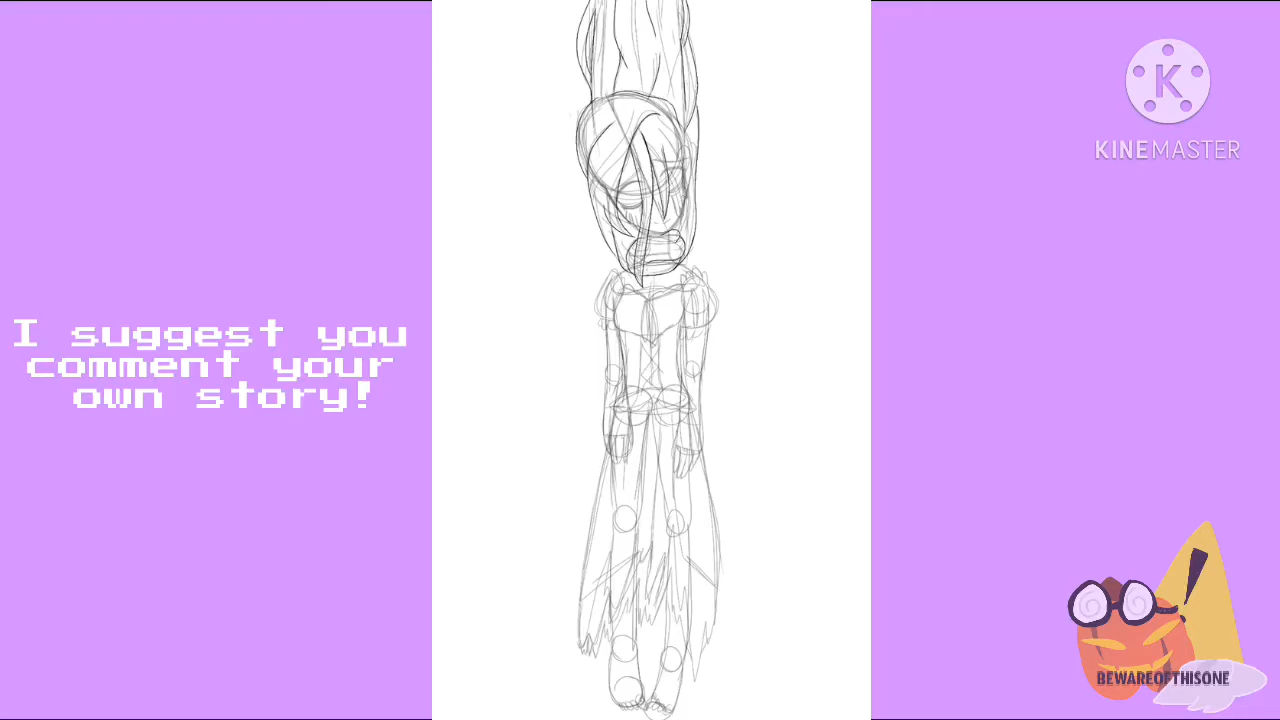 I suggest you
comment your
own story!
K
KINEMASTER
BEWAREOFTHISONE